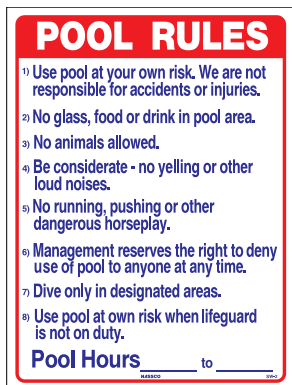 POOL RULES
1) Use pool at your own risk. We are not
responsible for accidents or injuries.
2) No glass, food or drink in pool area.
3) No animals allowed.
4) Be considerate - no yelling or other
loud noises.
5) No running, pushing or other
dangerous horseplay.
6) Management reserves the right to deny
use of pool to anyone at any time.
7) Dive only in designated areas.
8) Use pool at own risk when lifeguard
is not on duty.
Pool Hours ______ to ______
NASSCO